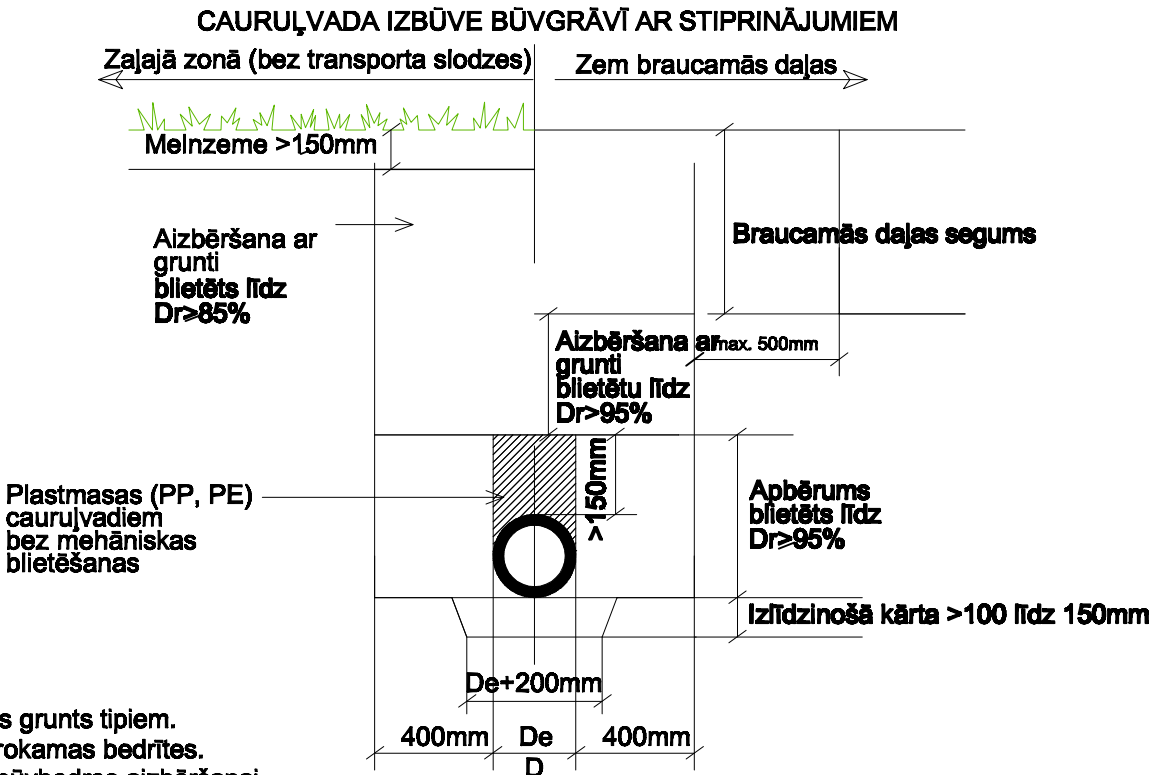 CAURUĻVADA IZBŪVE BŪVGRĀVĪ AR STIPRINĀJUMIEM
Zaļajā zonā (bez transporta slodzes)
Zem braucamās daļas
Melnzeme >150mm
Aizbēršana ar
grunti
blietēts līdz
Dr>85%
Braucamās daļas segums
Aizbēršana ar
grunti
blietētu līdz
Dr>95%
max. 500mm
>150mm
Plastmasas (PP, PE)
cauruļvadiem
bez mehāniskas
blietēšanas
Apbērums
blietēts līdz
Dr>95%
Izlīdzinošā kārta >100 līdz 150mm
De+200mm
s grunts tipiem.
rokamas bedrītes.
būvbedres aizbēršanai
400mm
De
400mm
D